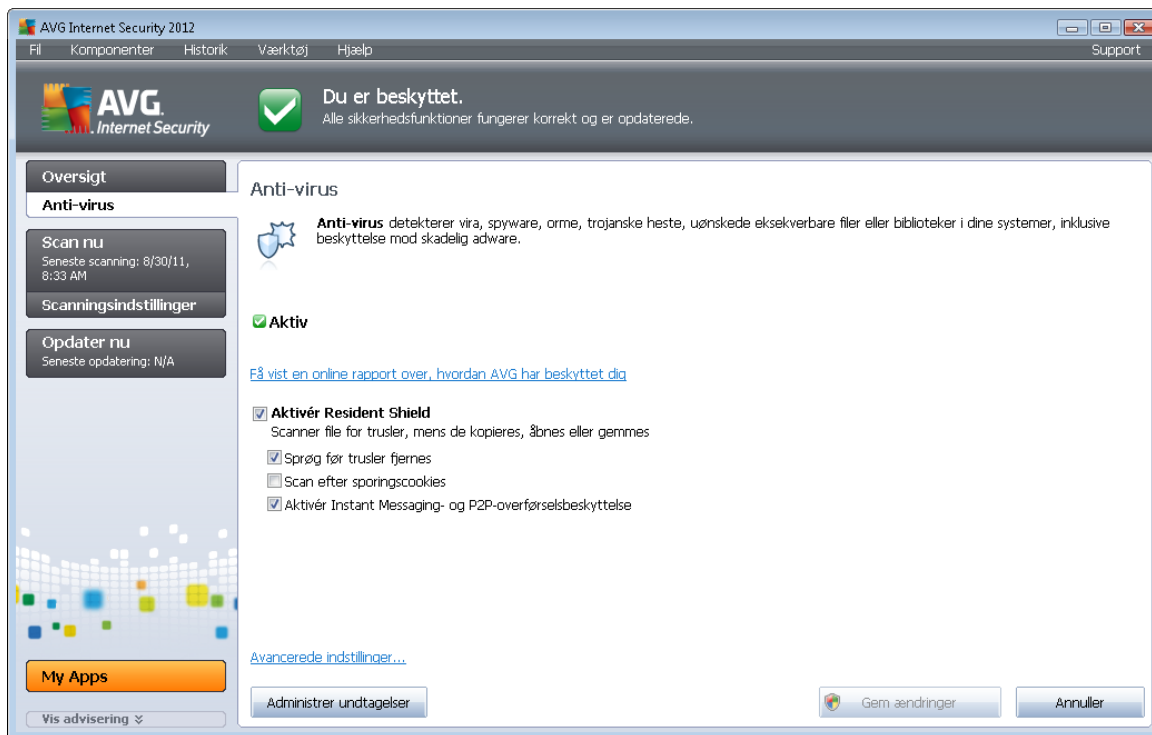 AVG Internet Security 2012
Fil Komponenter Historik Værktøj Hjælp Support
AVG.
Internet Security
Du er beskyttet.
Alle sikkerhedsfunktioner fungerer korrekt og er opdaterede.
Oversigt
Anti-virus
Scan nu
Seneste scanning: 8/30/11,
8:33 AM
Scanningsindstillinger
Opdater nu
Seneste opdatering: N/A
My Apps
Vis advisering
Anti-virus
Anti-virus detekterer vira, spyware, orme, trojanske heste, uønskede eksekverbare filer eller biblioteker i dine systemer, inklusive
beskyttelse mod skadelig adware.
Aktiv
Få vist en online rapport over, hvordan AVG har beskyttet dig
Aktivér Resident Shield
Scanner file for trusler, mens de kopieres, åbnes eller gemmes
Sprøg før trusler fjernes
Scan efter sporingscookies
Aktivér Instant Messaging- og P2P-overførselsbeskyttelse
Avancerede indstillinger...
Administrer undtagelser
Gem ændringer
Annuller